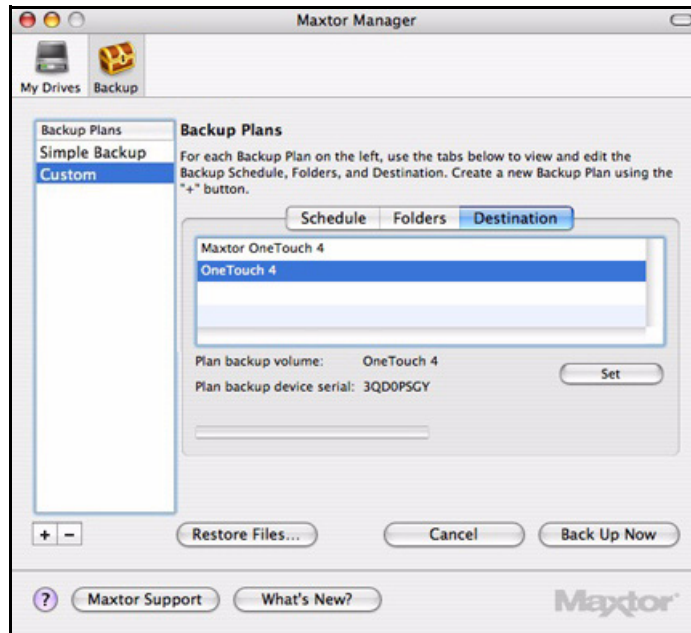 Maxtor Manager
My Drives
Backup
Backup Plans
Simple Backup
Custom
Backup Plans
For each Backup Plan on the left, use the tabs below to view and edit the
Backup Schedule, Folders, and Destination. Create a new Backup Plan using the
"+" button.
Schedule Folders Destination
Maxtor OneTouch 4
OneTouch 4
Plan backup volume: OneTouch 4
Plan backup device serial: 3QD0PSGY
Set
+ −
Restore Files... Cancel Back Up Now
? Maxtor Support What's New? Maxtor